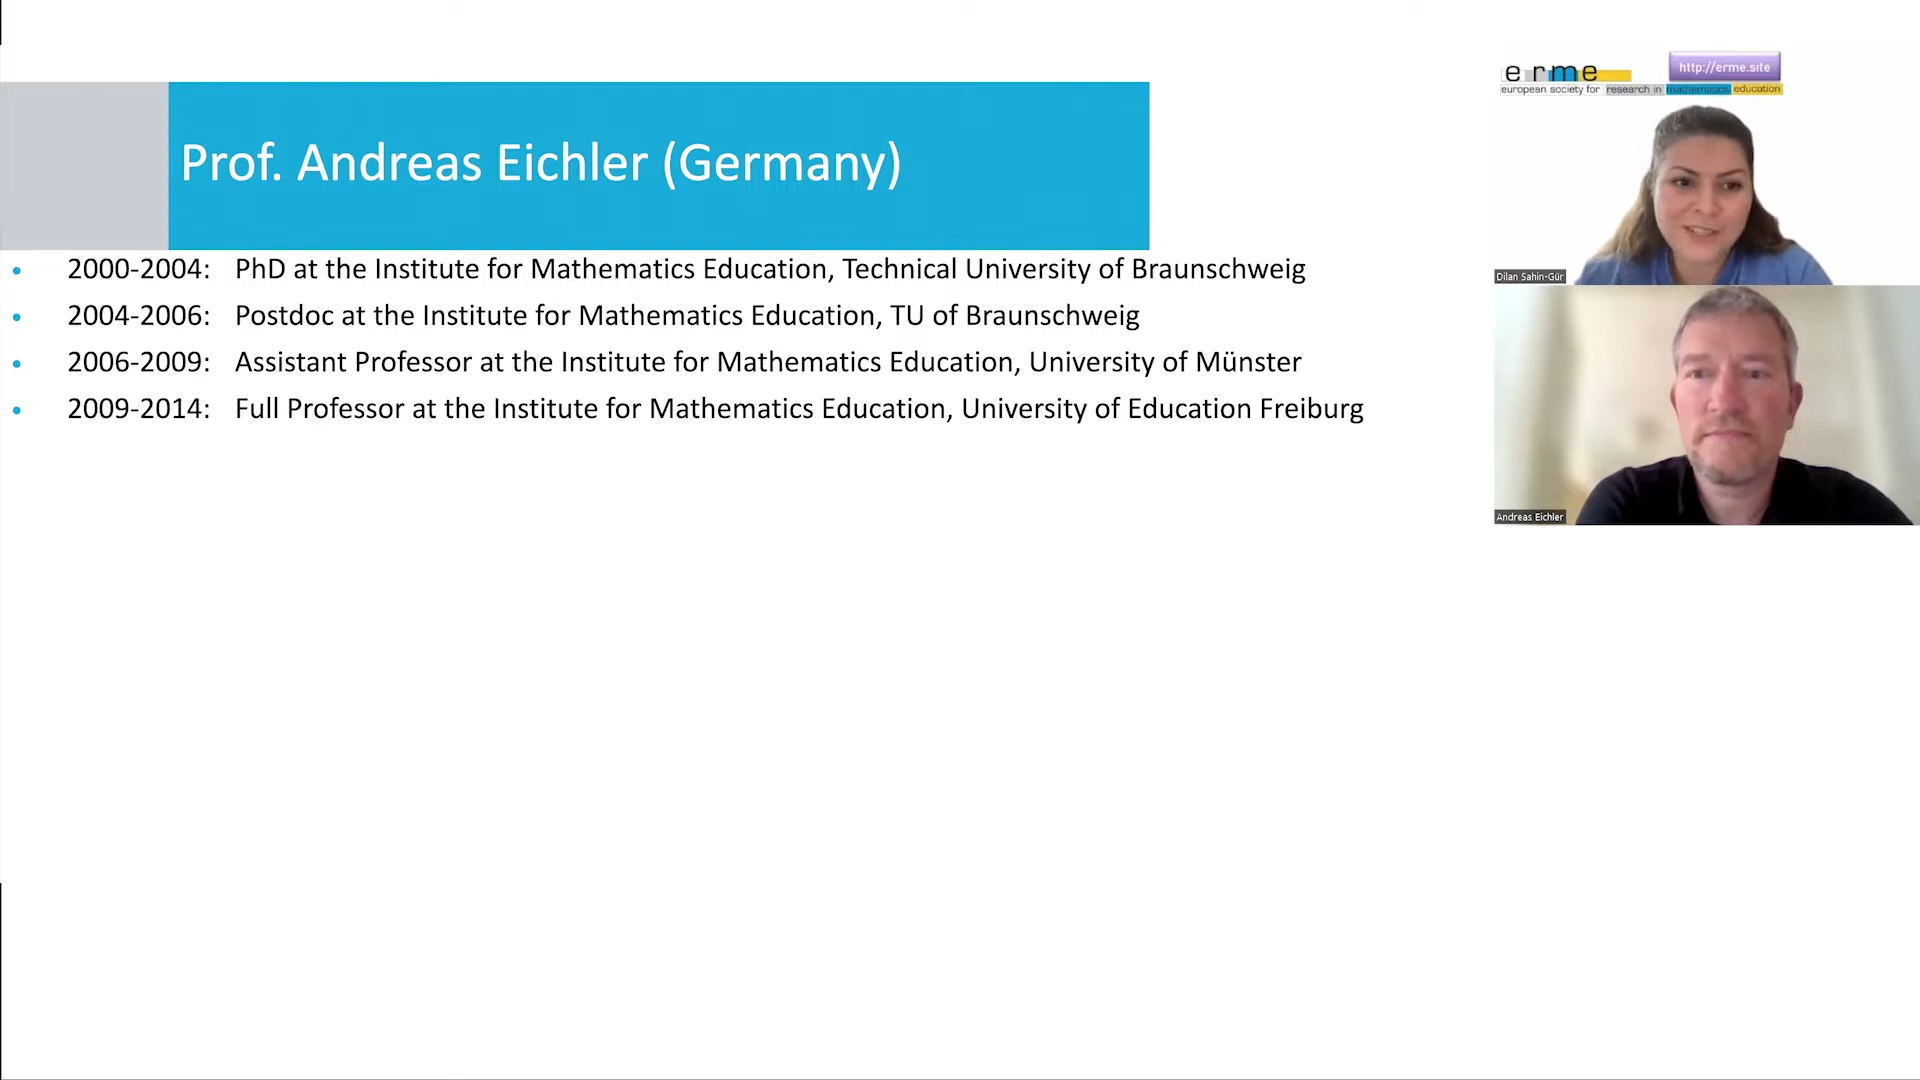 erme
http://erme.site
european society for research in mathematics education
Prof. Andreas Eichler (Germany)
• 2000-2004: PhD at the Institute for Mathematics Education, Technical University of Braunschweig
• 2004-2006: Postdoc at the Institute for Mathematics Education, TU of Braunschweig
• 2006-2009: Assistant Professor at the Institute for Mathematics Education, University of Münster
• 2009-2014: Full Professor at the Institute for Mathematics Education, University of Education Freiburg
Dilan Sahin-Gür
Andreas Eichler